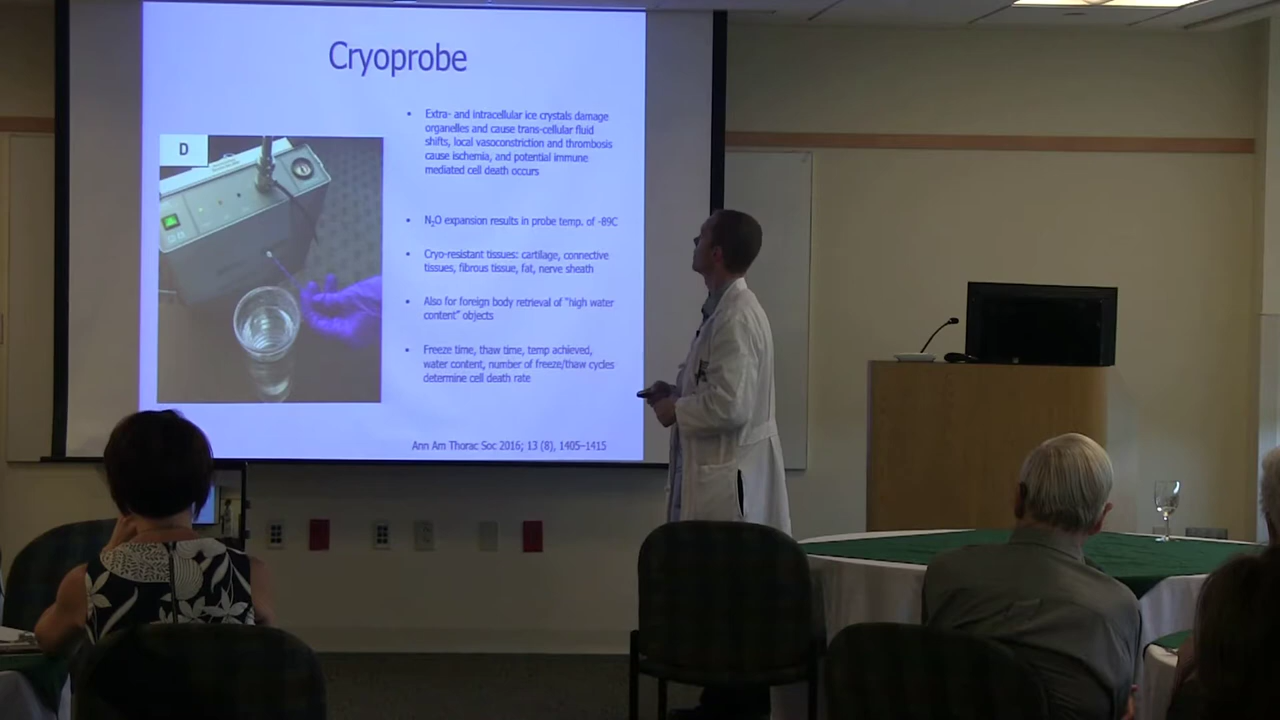 Cryoprobe
D
• Extra- and intracellular ice crystals damage
organelles and cause trans-cellular fluid
shifts, local vasoconstriction and thrombosis
cause ischemia, and potential immune
mediated cell death occurs
• N₂O expansion results in probe temp. of -89C
• Cryo-resistant tissues: cartilage, connective
tissues, fibrous tissue, fat, nerve sheath
• Also for foreign body retrieval of "high water
content" objects
• Freeze time, thaw time, temp achieved,
water content, number of freeze/thaw cycles
determine cell death rate
Ann Am Thorac Soc 2016; 13 (8), 1405–1415